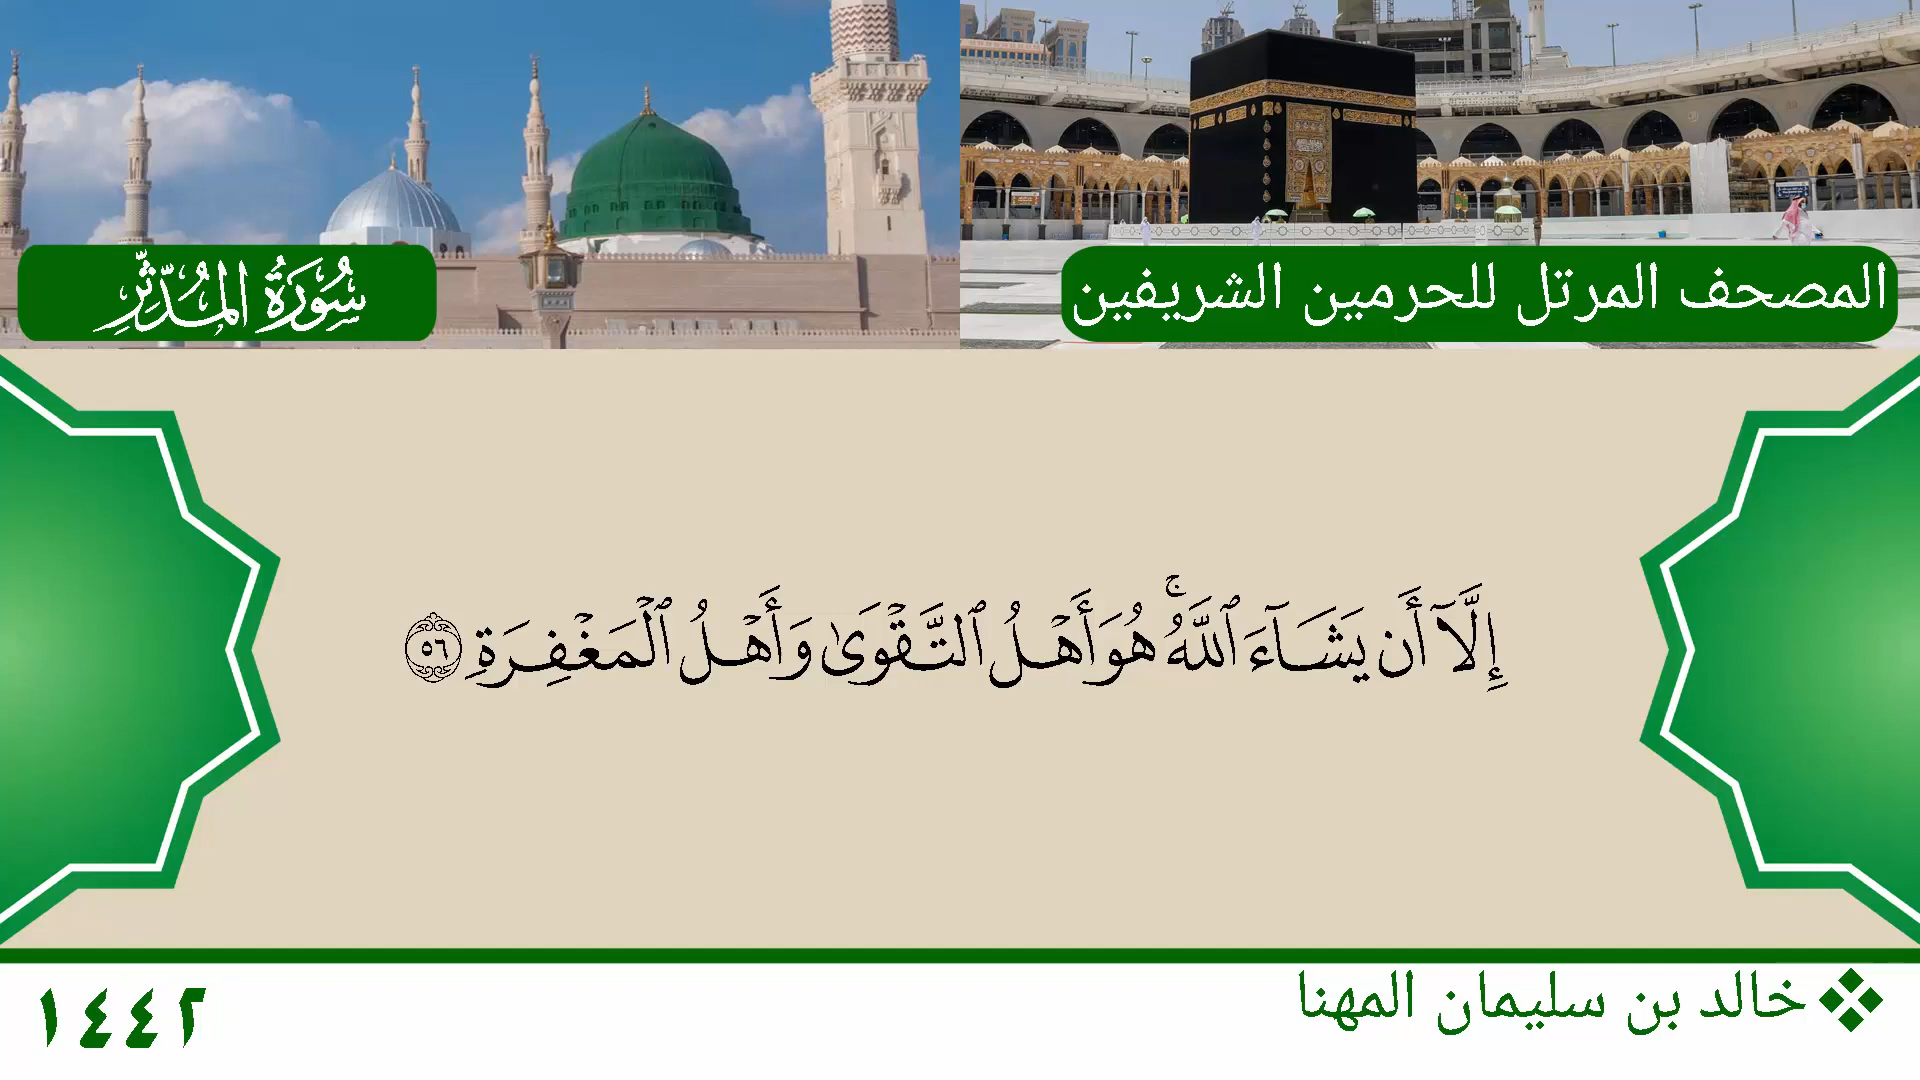 المصحف المرتل للحرمين الشريفين
سُورَةُ المُدَّثِّرِ
إِلَّآ أَن يَشَآءَ ٱللَّهُۚ هُوَ أَهۡلُ ٱلتَّقۡوَىٰ وَأَهۡلُ ٱلۡمَغۡفِرَةِ ٥٦
خالد بن سليمان المهنا
١٤٤٢